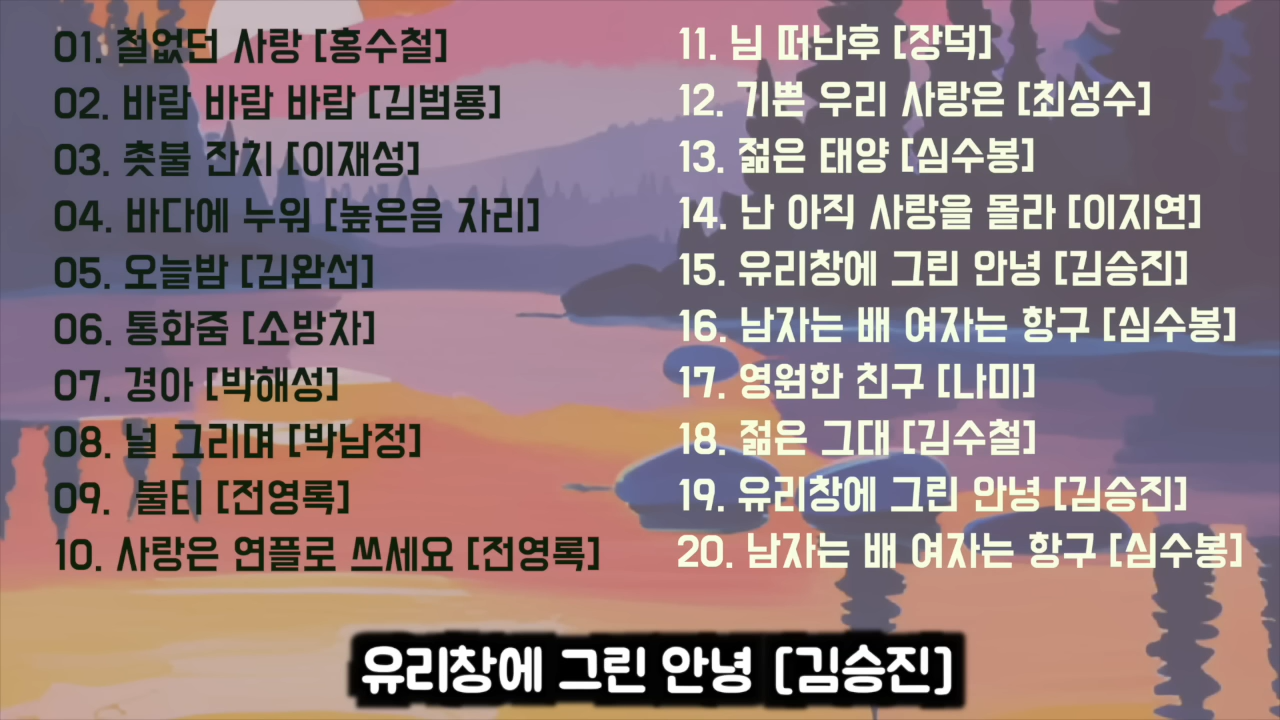 01. 철없던 사랑 [홍수철]
02. 바람 바람 바람 [김범룡]
03. 촛불 잔치 [이재성]
04. 바다에 누워 [높은음 자리]
05. 오늘밤 [김완선]
06. 통화중 [소방차]
07. 경아 [박해성]
08. 널 그리며 [박남정]
09. 불티 [전영록]
10. 사랑은 연플로 쓰세요 [전영록]
11. 님 떠난후 [장덕]
12. 기쁜 우리 사랑은 [최성수]
13. 젊은 태양 [심수봉]
14. 난 아직 사랑을 몰라 [이지연]
15. 유리창에 그린 안녕 [김승진]
16. 남자는 배 여자는 항구 [심수봉]
17. 영원한 친구 [나미]
18. 젊은 그대 [김수철]
19. 유리창에 그린 안녕 [김승진]
20. 남자는 배 여자는 항구 [심수봉]
유리창에 그린 안녕 [김승진]